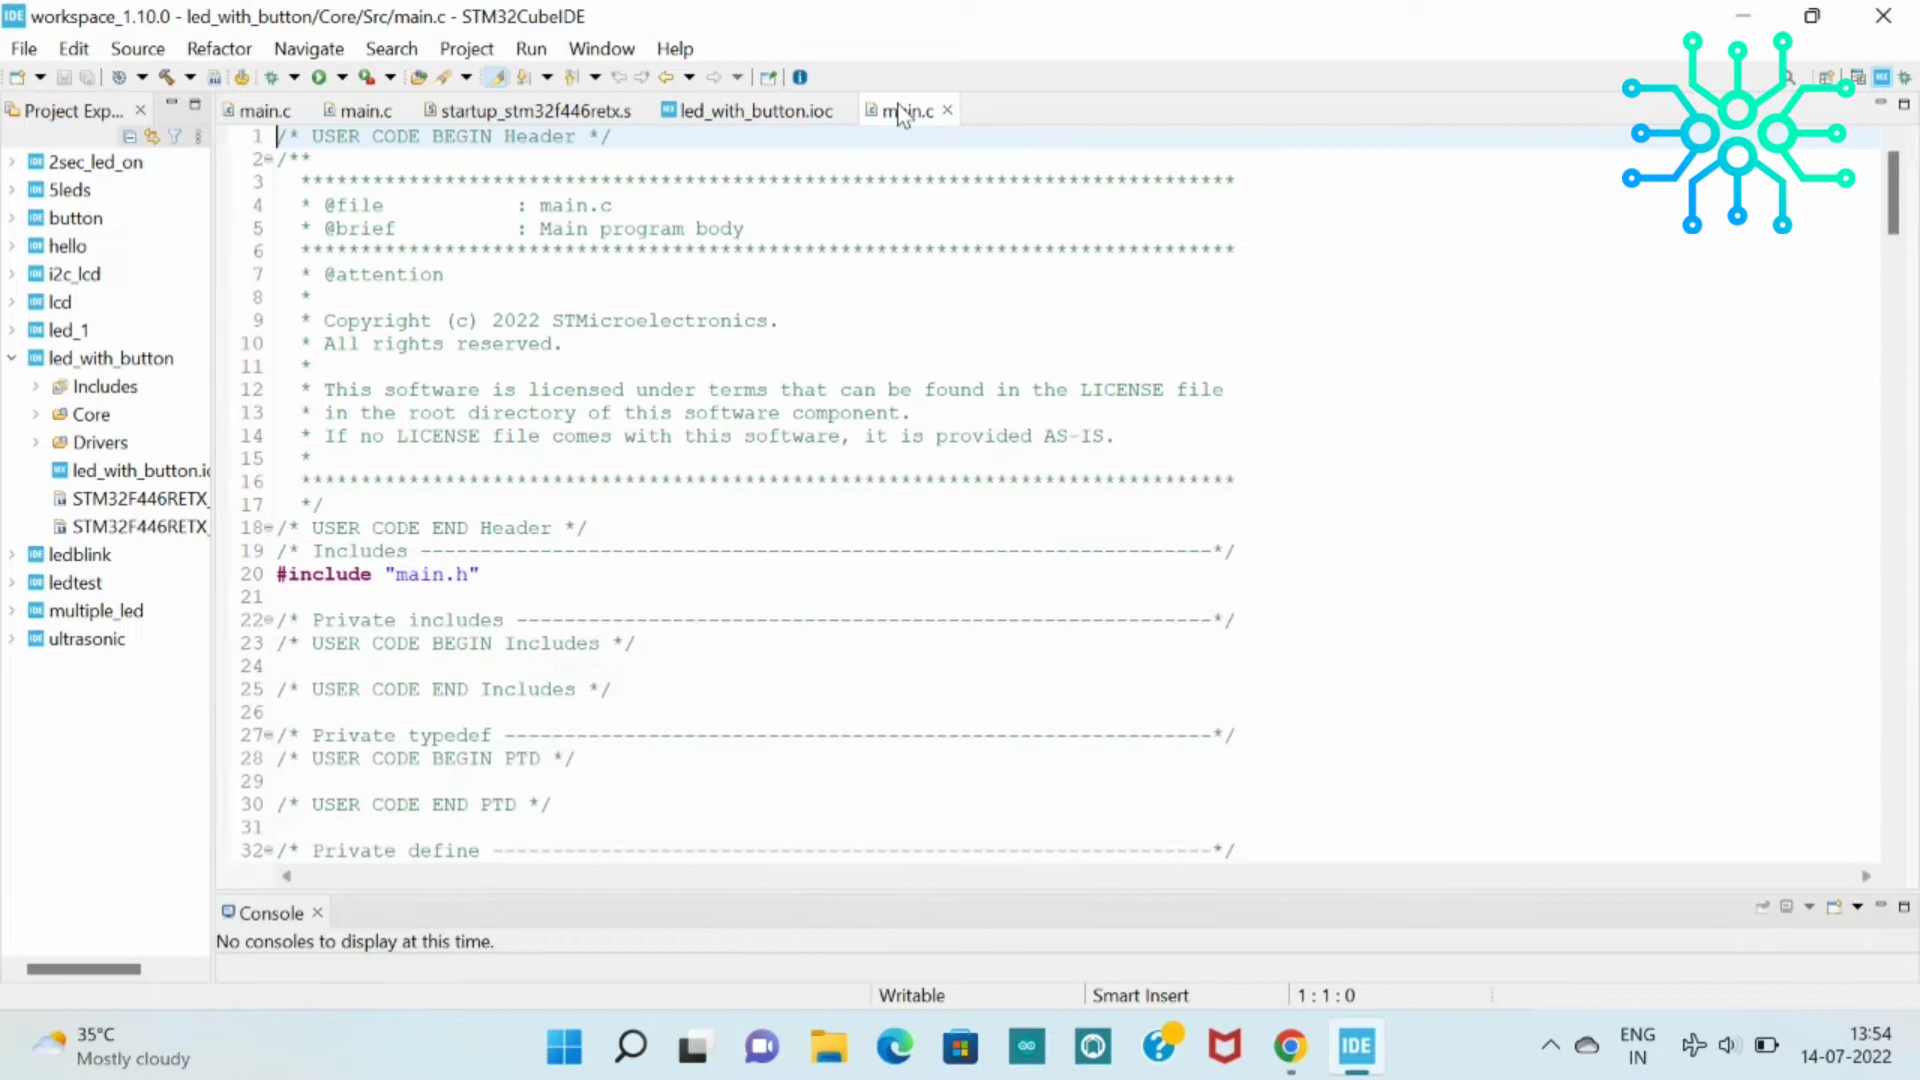 IDE workspace_1.10.0 - led_with_button/Core/Src/main.c - STM32CubeIDE
File Edit Source Refactor Navigate Search Project Run Window Help
Project Exp...
main.c main.c startup_stm32f446retx.s led_with_button.ioc main.c
2sec_led_on
5leds
button
hello
i2c_lcd
lcd
led_1
led_with_button
Includes
Core
Drivers
led_with_button.io
STM32F446RETX_
STM32F446RETX_
ledblink
ledtest
multiple_led
ultrasonic
1 /* USER CODE BEGIN Header */
2 /**
3 ******************************************************************************
4 * @file : main.c
5 * @brief : Main program body
6 ******************************************************************************
7 * @attention
8 *
9 * Copyright (c) 2022 STMicroelectronics.
10 * All rights reserved.
11 *
12 * This software is licensed under terms that can be found in the LICENSE file
13 * in the root directory of this software component.
14 * If no LICENSE file comes with this software, it is provided AS-IS.
15 *
16 ******************************************************************************
17 */
18 /* USER CODE END Header */
19 /* Includes ------------------------------------------------------------------*/
20 #include "main.h"
21
22 /* Private includes ----------------------------------------------------------*/
23 /* USER CODE BEGIN Includes */
24
25 /* USER CODE END Includes */
26
27 /* Private typedef -----------------------------------------------------------*/
28 /* USER CODE BEGIN PTD */
29
30 /* USER CODE END PTD */
31
32 /* Private define ------------------------------------------------------------*/
Console
No consoles to display at this time.
Writable Smart Insert 1 : 1 : 0
35°C
Mostly cloudy
IDE
ENG
IN
13:54
14-07-2022